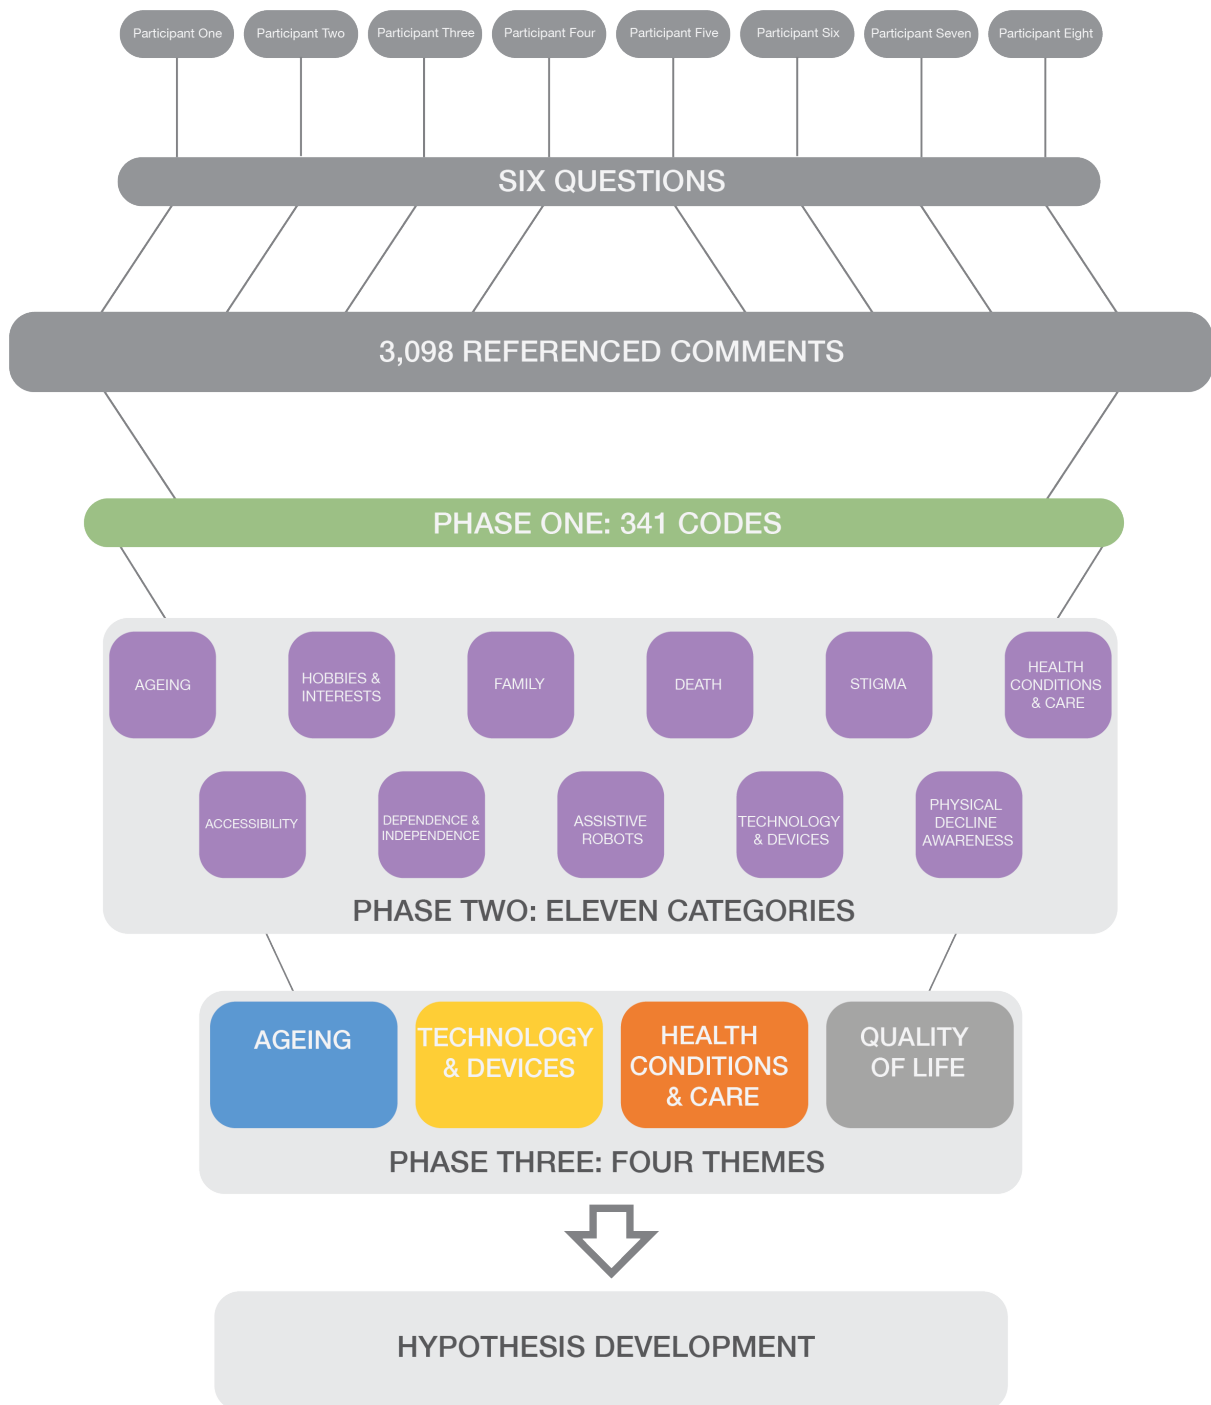 Participant One
Participant Two
Participant Three
Participant Four
Participant Five
Participant Six
Participant Seven
Participant Eight
SIX QUESTIONS
3,098 REFERENCED COMMENTS
PHASE ONE: 341 CODES
AGEING
HOBBIES &
INTERESTS
FAMILY
DEATH
STIGMA
HEALTH
CONDITIONS
& CARE
ACCESSIBILITY
DEPENDENCE &
INDEPENDENCE
ASSISTIVE
ROBOTS
TECHNOLOGY
& DEVICES
PHYSICAL
DECLINE
AWARENESS
PHASE TWO: ELEVEN CATEGORIES
AGEING
TECHNOLOGY
& DEVICES
HEALTH
CONDITIONS
& CARE
QUALITY
OF LIFE
PHASE THREE: FOUR THEMES
HYPOTHESIS DEVELOPMENT